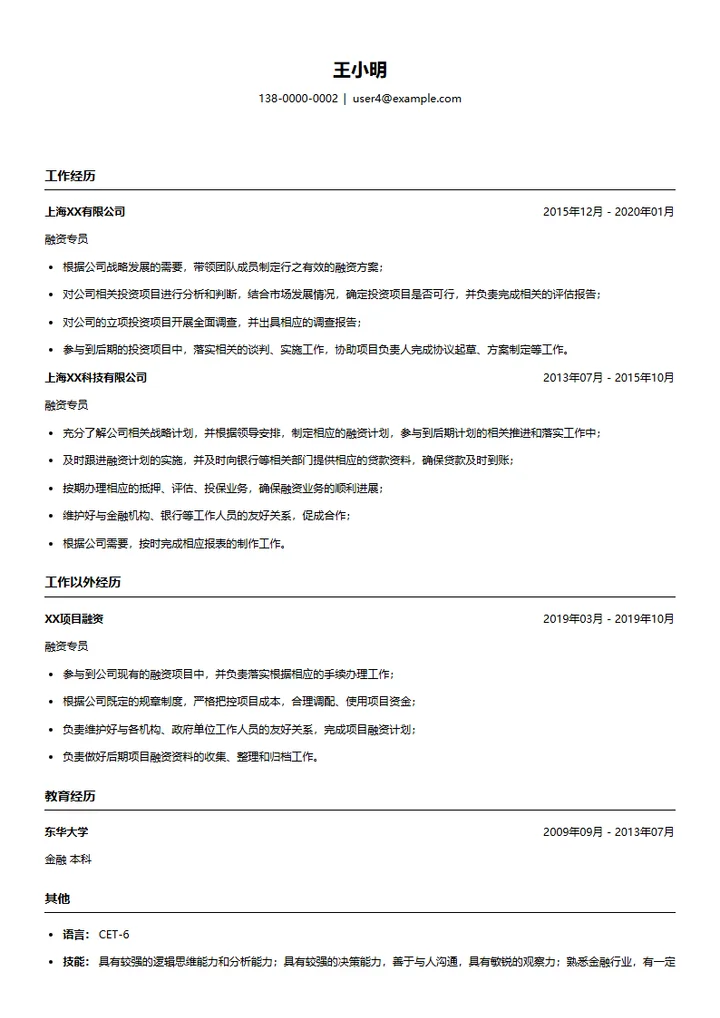 王小明
138-0000-0002 | user4@example.com
工作经历
上海XX有限公司 2015年12月 - 2020年01月
融资专员
• 根据公司战略发展的需要，带领团队成员制定行之有效的融资方案；
• 对公司相关投资项目进行分析和判断，结合市场发展情况，确定投资项目是否可行，并负责完成相关的评估报告；
• 对公司的立项投资项目开展全面调查，并出具相应的调查报告；
• 参与到后期的投资项目中，落实相关的谈判、实施工作，协助项目负责人完成协议起草、方案制定等工作。
上海XX科技有限公司 2013年07月 - 2015年10月
融资专员
• 充分了解公司相关战略计划，并根据领导安排，制定相应的融资计划，参与到后期计划的相关推进和落实工作中；
• 及时跟进融资计划的实施，并及时向银行等相关部门提供相应的贷款资料，确保贷款及时到账；
• 按期办理相应的抵押、评估、投保业务，确保融资业务的顺利进展；
• 维护好与金融机构、银行等工作人员的友好关系，促成合作；
• 根据公司需要，按时完成相应报表的制作工作。
工作以外经历
XX项目融资 2019年03月 - 2019年10月
融资专员
• 参与到公司现有的融资项目中，并负责落实根据相应的手续办理工作；
• 根据公司既定的规章制度，严格把控项目成本，合理调配、使用项目资金；
• 负责维护好与各机构、政府单位工作人员的友好关系，完成项目融资计划；
• 负责做好后期项目融资资料的收集、整理和归档工作。
教育经历
东华大学 2009年09月 - 2013年07月
金融 本科
其他
• 语言： CET-6
• 技能： 具有较强的逻辑思维能力和分析能力；具有较强的决策能力，善于与人沟通，具有敏锐的观察力；熟悉金融行业，有一定